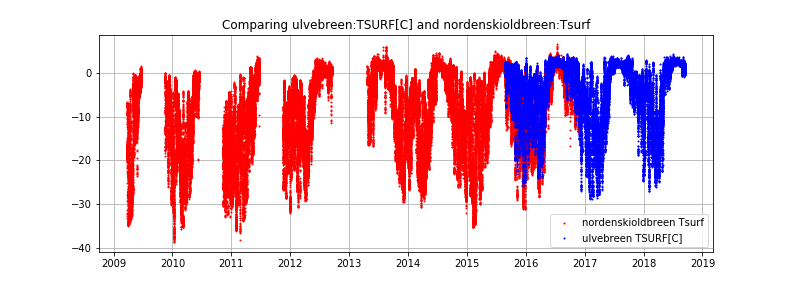 Comparing ulvebreen:TSURF[C] and nordenskioldbreen:Tsurf
0
−10
−20
−30
−40
nordenskioldbreen Tsurf
ulvebreen TSURF[C]
2009 2010 2011 2012 2013 2014 2015 2016 2017 2018 2019